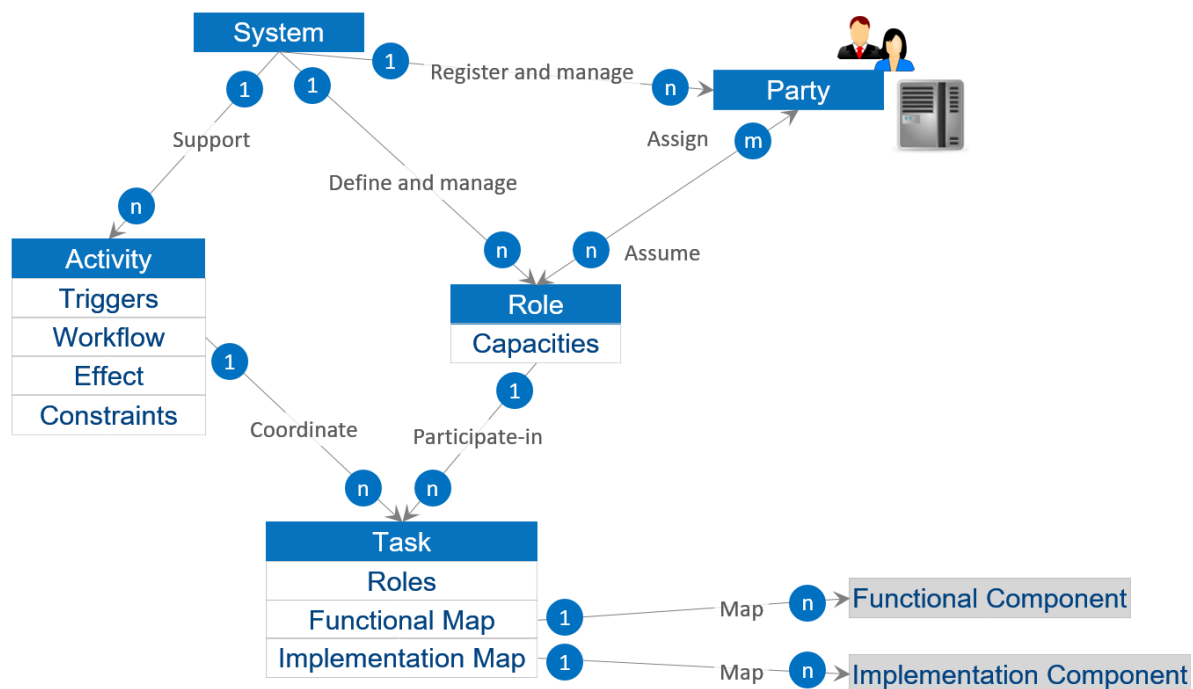 System
1
1
1
Register and manage
n
Party
Support
Assign
m
Define and manage
n
n
n
Assume
Activity
Triggers
Workflow
Effect
Constraints
Role
Capacities
1
1
Coordinate
Participate-in
n
n
Task
Roles
Functional Map
Implementation Map
1
Map
n
Functional Component
1
Map
n
Implementation Component